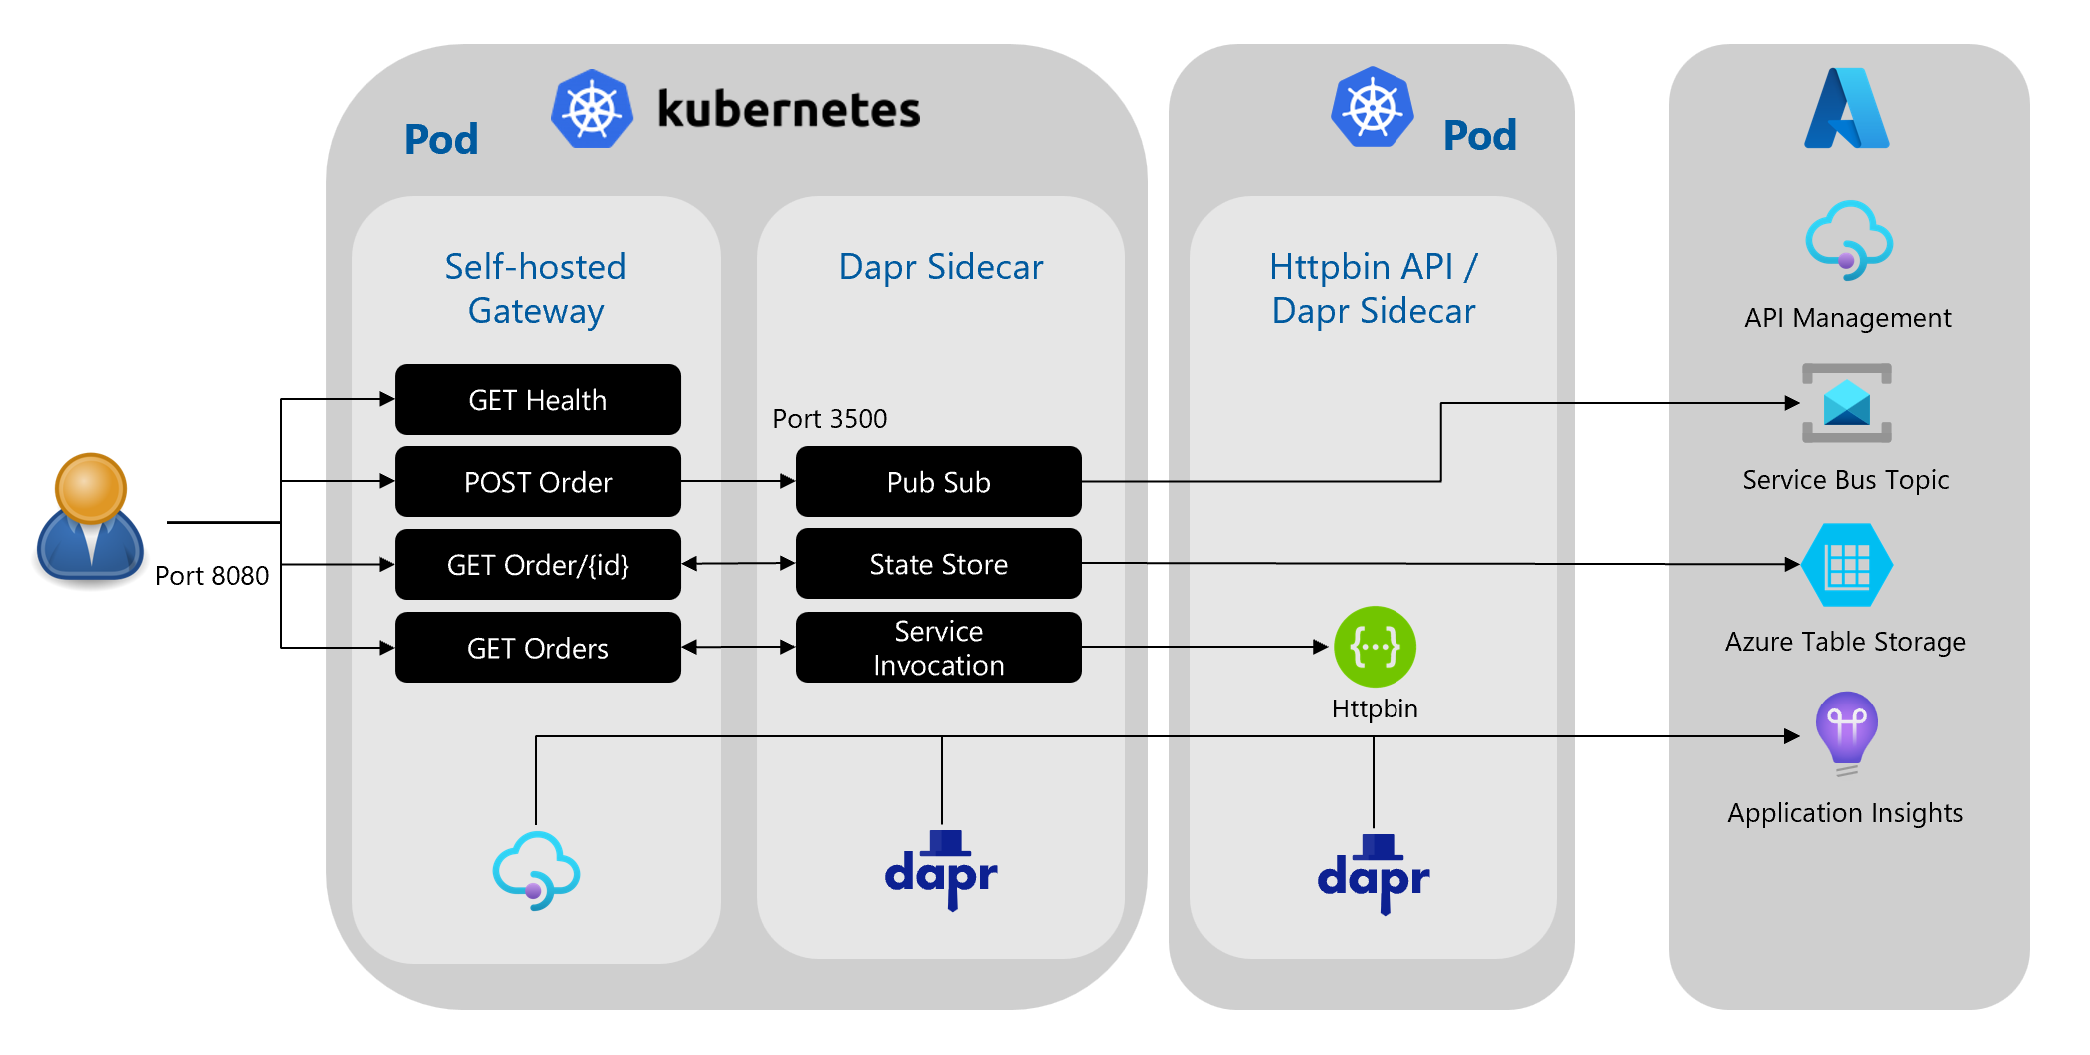 kubernetes
Pod
Pod
Self-hosted
Gateway
Dapr Sidecar
Httpbin API /
Dapr Sidecar
API Management
GET Health
Port 3500
POST Order
Pub Sub
Service Bus Topic
Port 8080
GET Order/{id}
State Store
Azure Table Storage
GET Orders
Service
Invocation
Httpbin
Application Insights
dapr
dapr